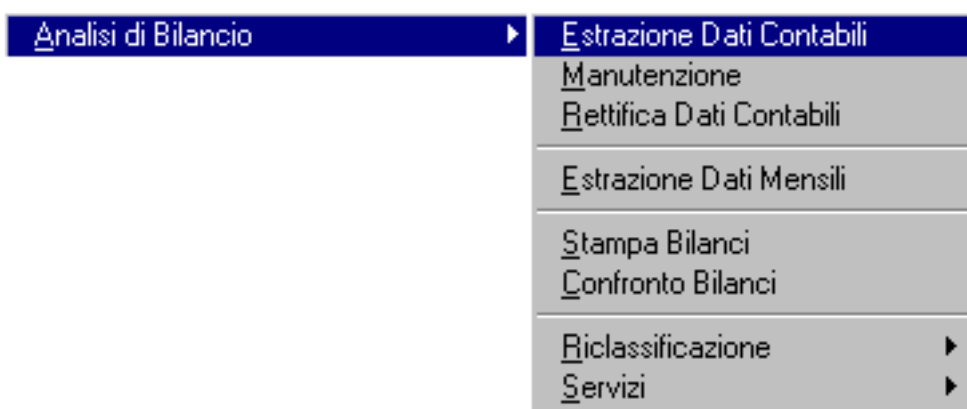 Analisi di Bilancio
Estrazione Dati Contabili
Manutenzione
Rettifica Dati Contabili
Estrazione Dati Mensili
Stampa Bilanci
Confronto Bilanci
Riclassificazione
Servizi